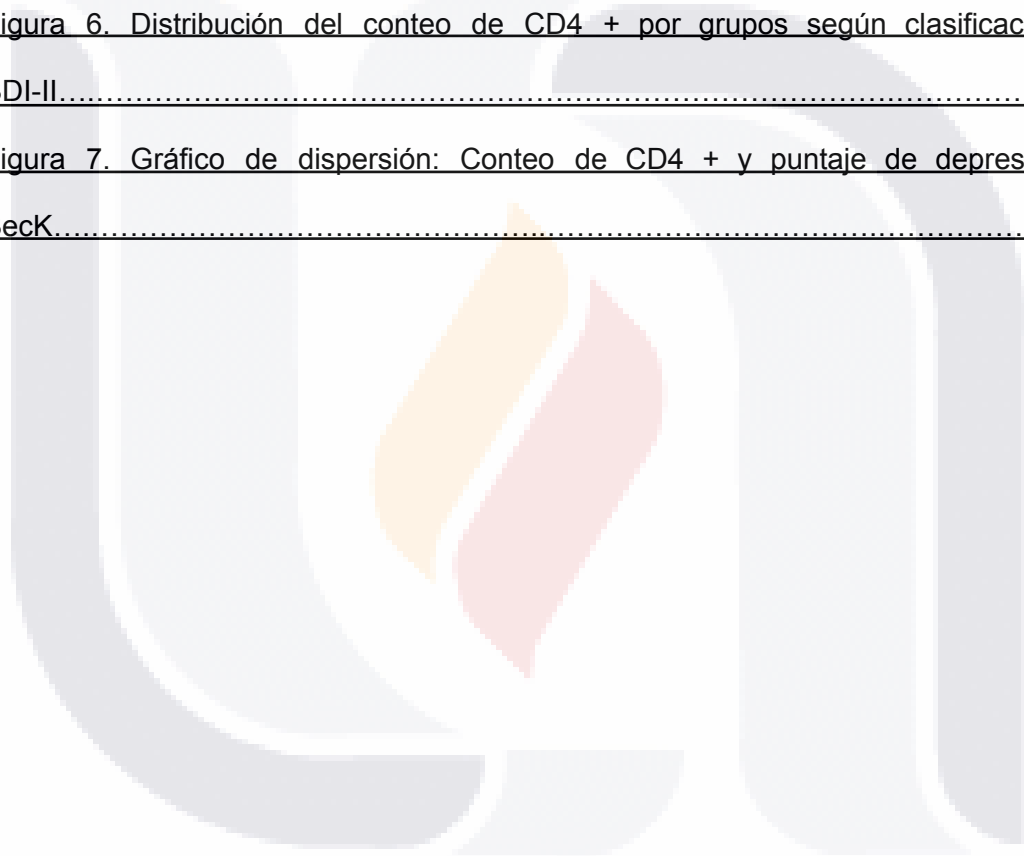 igura 6. Distribución del conteo de CD4 + por grupos según clasificac
DI-II....................................................................................................
igura 7. Gráfico de dispersión: Conteo de CD4 + y puntaje de depres
ecK....................................................................................................